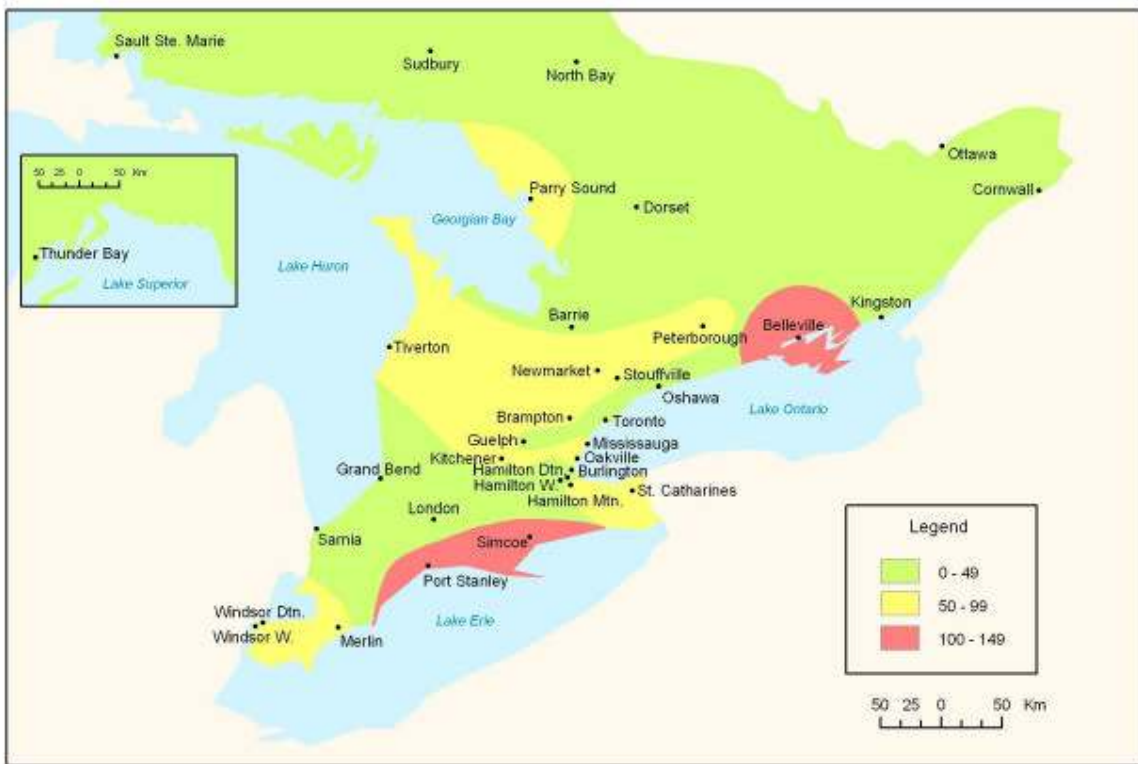 Sault Ste. Marie
Sudbury
North Bay
Ottawa
Cornwall
50 25 0 50 Km
Parry Sound
Dorset
Georgian Bay
Thunder Bay
Lake Superior
Lake Huron
Barrie
Kingston
Belleville
Peterborough
Tiverton
Newmarket
Stouffville
Oshawa
Lake Ontario
Brampton
Toronto
Guelph
Mississauga
Kitchener
Oakville
Grand Bend
Hamilton Dtn.
Burlington
Hamilton W.
St. Catharines
Hamilton Mtn.
London
Sarnia
Simcoe
Port Stanley
Windsor Dtn.
Windsor W.
Merlin
Lake Erie
Legend
0 - 49
50 - 99
100 - 149
50 25 0 50 Km